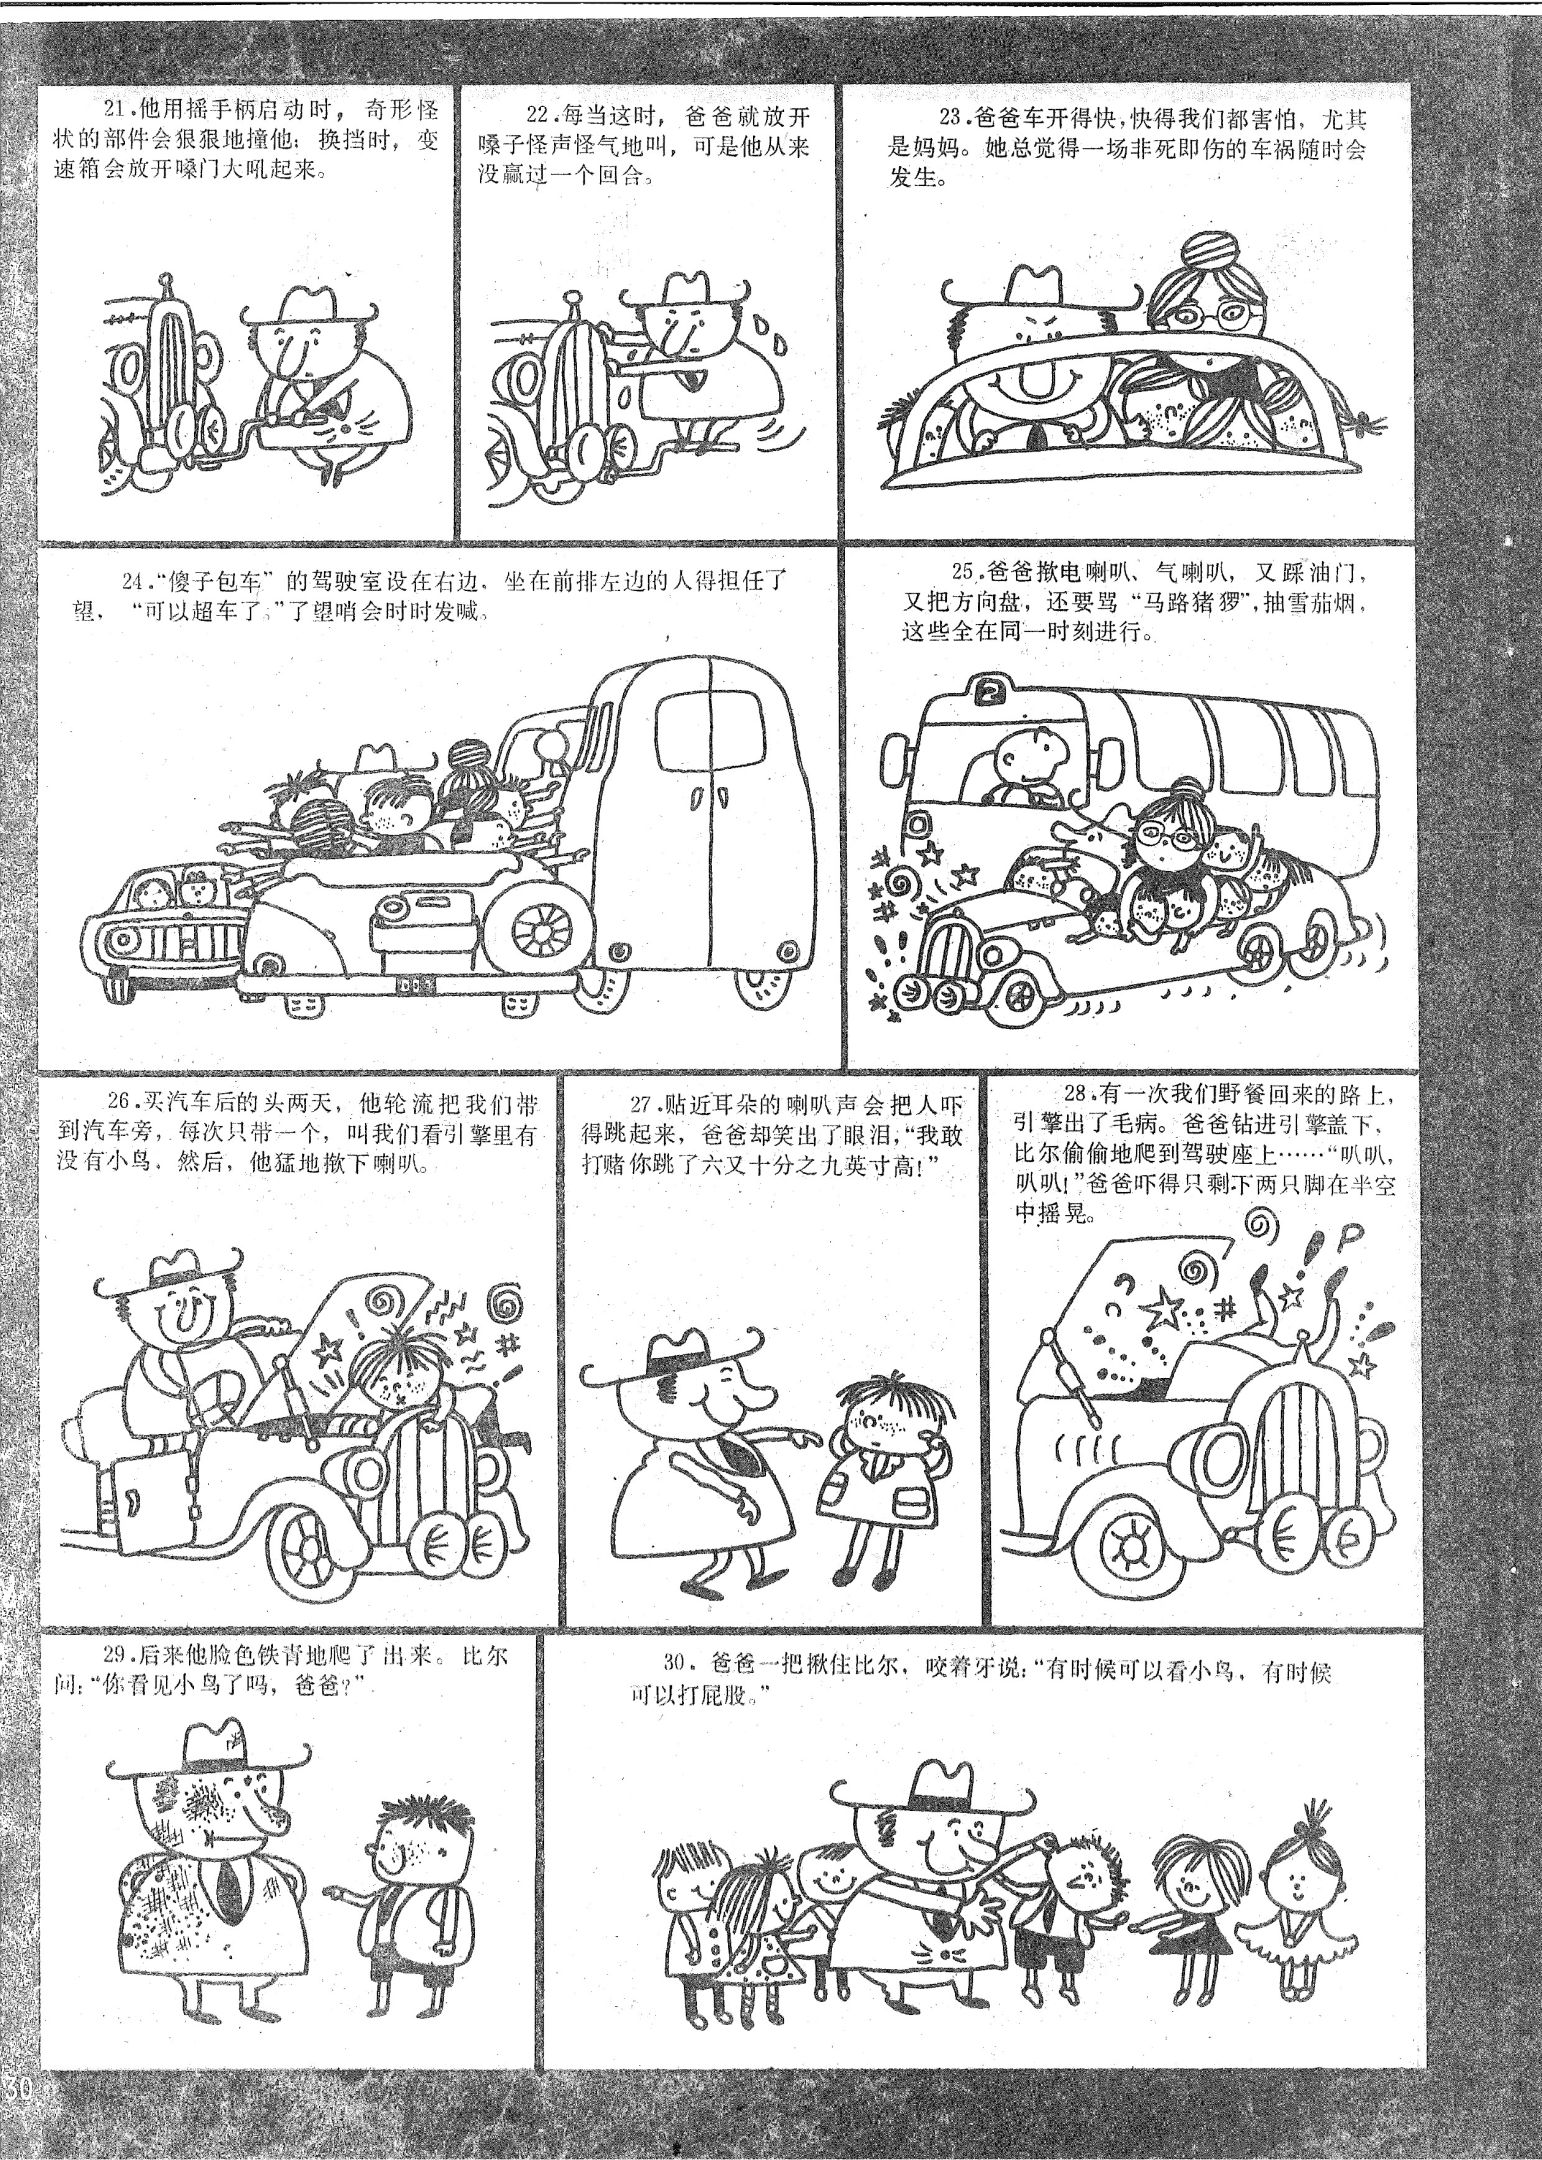 21.他用摇手柄启动时，奇形怪
状的部件会狠狠地撞他；换挡时，变
速箱会放开嗓门大吼起来。
22.每当这时，爸爸就放开
嗓子怪声怪气地叫，可是他从来
没赢过一个回合。
23.爸爸车开得快，快得我们都害怕，尤其
是妈妈。她总觉得一场非死即伤的车祸随时会
发生。
24.“傻子包车”的驾驶室设在右边，坐在前排左边的人得担任了
望，“可以超车了。”了望哨会时时发喊。
25.爸爸揿电喇叭、气喇叭，又踩油门，
又把方向盘，还要骂“马路猪猡”，抽雪茄烟，
这些全在同一时刻进行。
2
26.买汽车后的头两天，他轮流把我们带
到汽车旁，每次只带一个，叫我们看引擎里有
没有小鸟，然后，他猛地揿下喇叭。
27.贴近耳朵的喇叭声会把人吓
得跳起来，爸爸却笑出了眼泪，“我敢
打赌你跳了六又十分之九英寸高！”
28.有一次我们野餐回来的路上，
引擎出了毛病。爸爸钻进引擎盖下，
比尔偷偷地爬到驾驶座上……“叭叭，
叭叭！”爸爸吓得只剩下两只脚在半空
中摇晃。
29.后来他脸色铁青地爬了出来。比尔
问：“你看见小鸟了吗，爸爸？”
30.爸爸一把揪住比尔，咬着牙说：“有时候可以看小鸟，有时候
可以打屁股。”
30